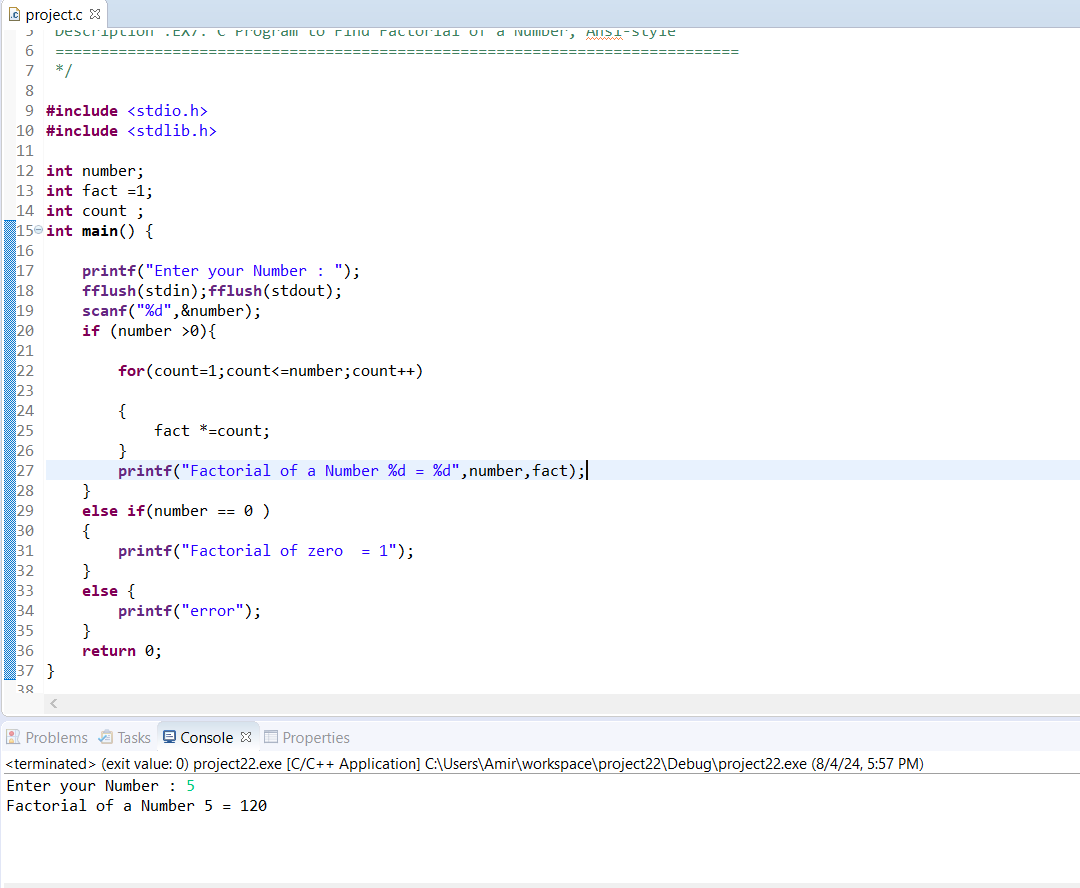 project.c
5 Description :EX7: C Program to Find Factorial of a Number, Ansi-style
6 ============================================================================
7 */
8
9 #include <stdio.h>
10 #include <stdlib.h>
11
12 int number;
13 int fact =1;
14 int count ;
15 int main() {
16
17 printf("Enter your Number : ");
18 fflush(stdin);fflush(stdout);
19 scanf("%d",&number);
20 if (number >0){
21
22 for(count=1;count<=number;count++)
23
24 {
25 fact *=count;
26 }
27 printf("Factorial of a Number %d = %d",number,fact);
28 }
29 else if(number == 0 )
30 {
31 printf("Factorial of zero  = 1");
32 }
33 else {
34 printf("error");
35 }
36 return 0;
37 }
38
Problems Tasks Console Properties
<terminated> (exit value: 0) project22.exe [C/C++ Application] C:\Users\Amir\workspace\project22\Debug\project22.exe (8/4/24, 5:57 PM)
Enter your Number : 5
Factorial of a Number 5 = 120